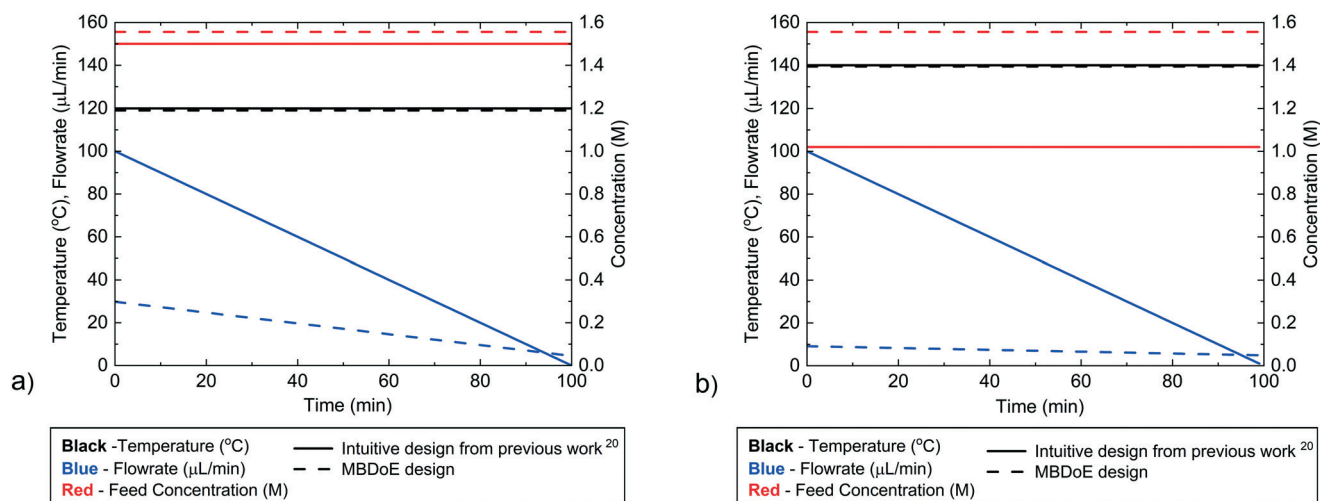 160
140
120
100
80
60
40
20
0
Temperature (°C), Flowrate (μL/min)
1.6
1.4
1.2
1.0
0.8
0.6
0.4
0.2
0.0
Concentration (M)
0 20 40 60 80 100
Time (min)
a)
Black -Temperature (°C)
Blue - Flowrate (μL/min)
Red - Feed Concentration (M)
Intuitive design from previous work 20
MBDoE design
160
140
120
100
80
60
40
20
0
Temperature (°C), Flowrate (μL/min)
1.6
1.4
1.2
1.0
0.8
0.6
0.4
0.2
0.0
Concentration (M)
0 20 40 60 80 100
Time (min)
b)
Black - Temperature (°C)
Blue - Flowrate (μL/min)
Red - Feed Concentration (M)
Intuitive design from previous work 20
MBDoE design